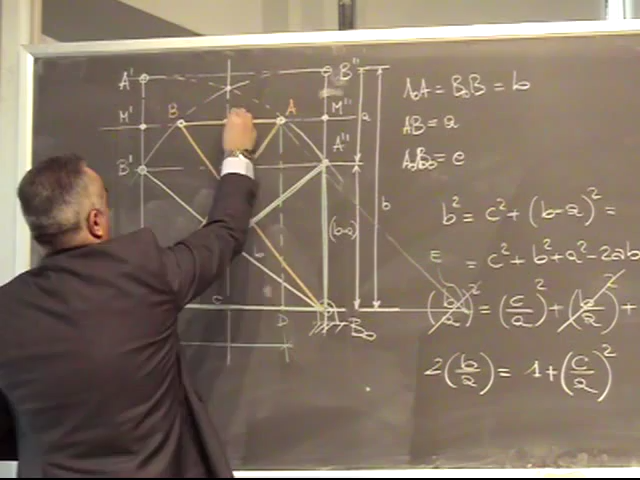 A' B''
M' B A M''
a
B' A''
b
(b-a)
b
C
D
B₀
A₀A = B₀B = b
AB = a
A₀B₀ = c
b² = c² + (b-a)² =
= c² + b² + a² - 2ab
(b/a)² = (c/a)² + (b/a)² +
2(b/a) = 1 + (c/a)²